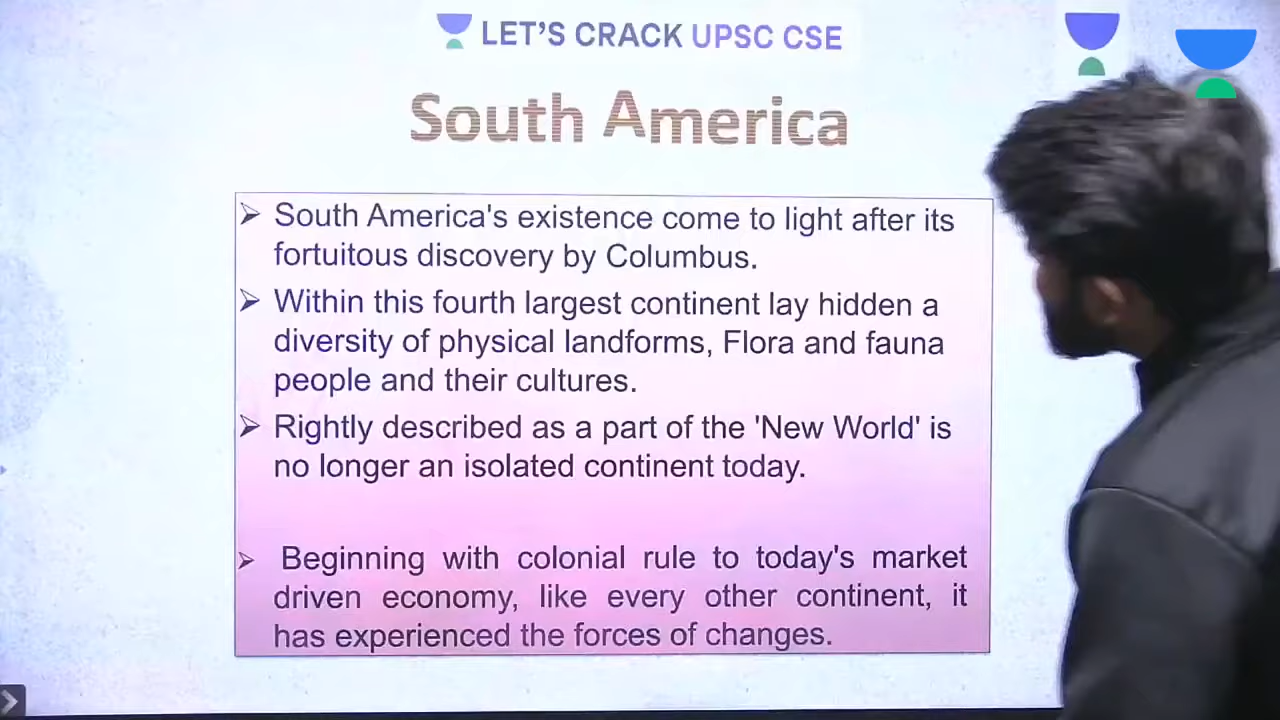 LET'S CRACK UPSC CSE
South America
➢ South America's existence come to light after its
fortuitous discovery by Columbus.
➢ Within this fourth largest continent lay hidden a
diversity of physical landforms, Flora and fauna
people and their cultures.
➢ Rightly described as a part of the 'New World' is
no longer an isolated continent today.
➢ Beginning with colonial rule to today's market
driven economy, like every other continent, it
has experienced the forces of changes.